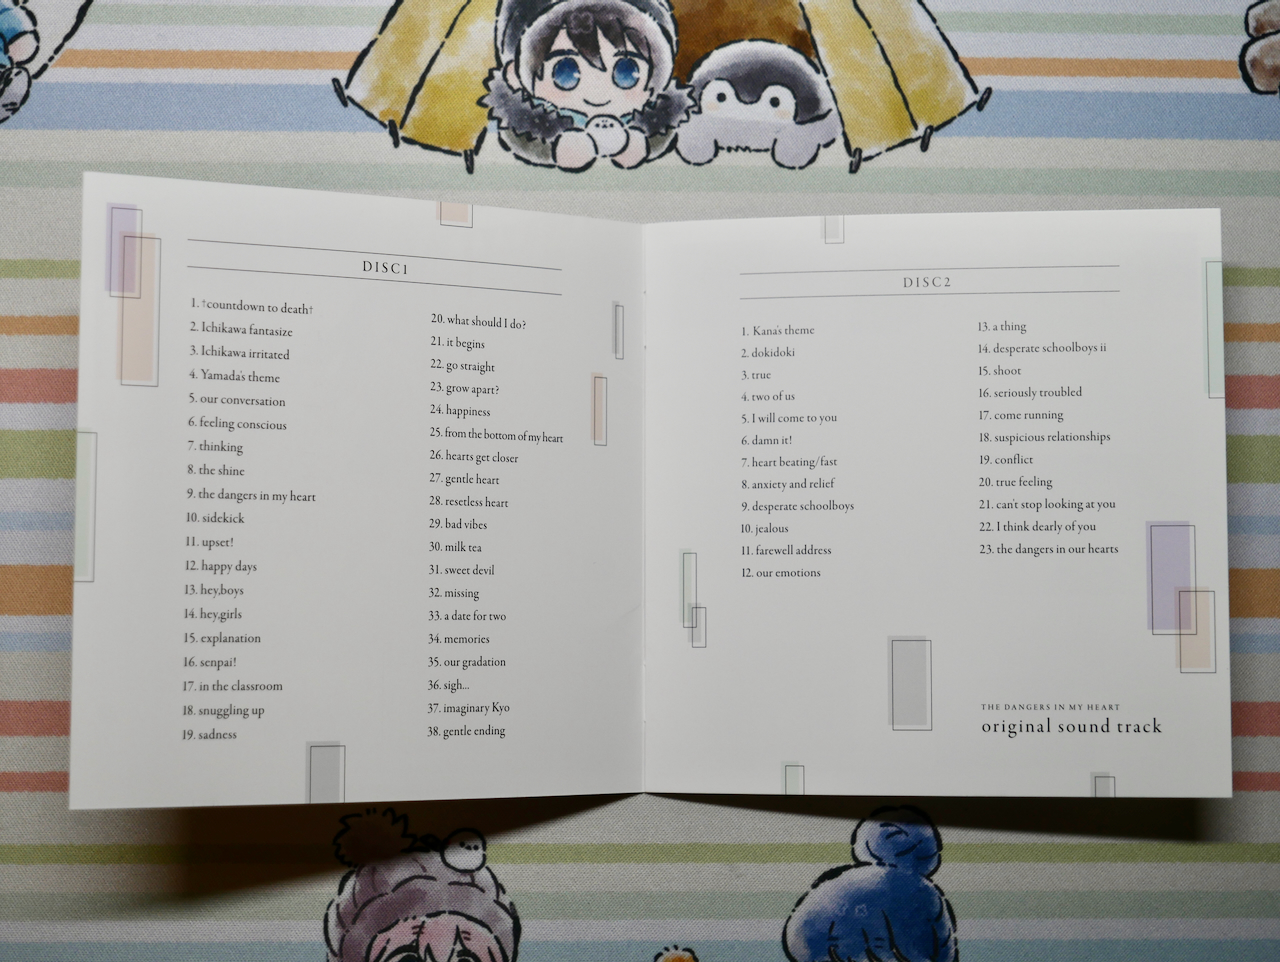 DISC1
1. †countdown to death†
2. Ichikawa fantasize
3. Ichikawa irritated
4. Yamada's theme
5. our conversation
6. feeling conscious
7. thinking
8. the shine
9. the dangers in my heart
10. sidekick
11. upset!
12. happy days
13. hey,boys
14. hey,girls
15. explanation
16. senpai!
17. in the classroom
18. snuggling up
19. sadness
20. what should I do?
21. it begins
22. go straight
23. grow apart?
24. happiness
25. from the bottom of my heart
26. hearts get closer
27. gentle heart
28. resetless heart
29. bad vibes
30. milk tea
31. sweet devil
32. missing
33. a date for two
34. memories
35. our gradation
36. sigh...
37. imaginary Kyo
38. gentle ending
DISC2
1. Kana's theme
2. dokidoki
3. true
4. two of us
5. I will come to you
6. damn it!
7. heart beating/fast
8. anxiety and relief
9. desperate schoolboys
10. jealous
11. farewell address
12. our emotions
13. a thing
14. desperate schoolboys ii
15. shoot
16. seriously troubled
17. come running
18. suspicious relationships
19. conflict
20. true feeling
21. can't stop looking at you
22. I think dearly of you
23. the dangers in our hearts
THE DANGERS IN MY HEART
original sound track